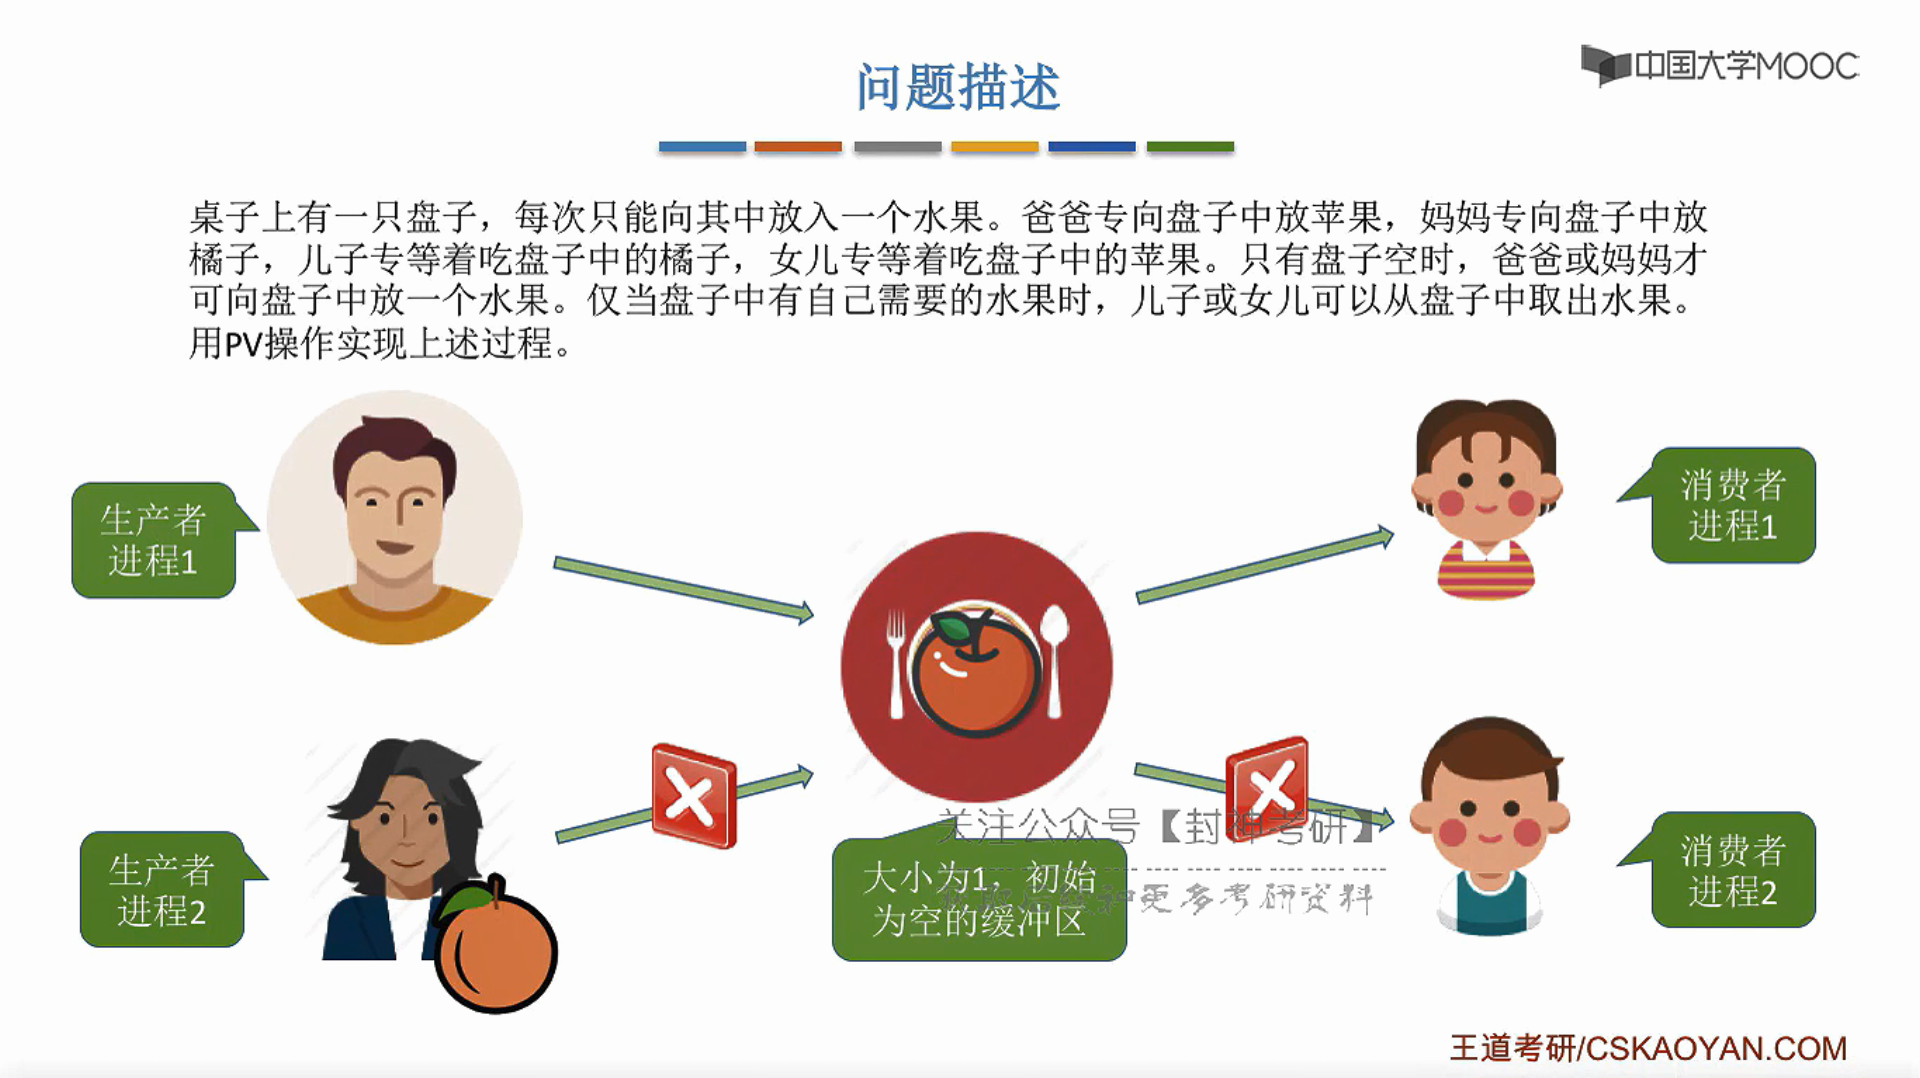 问题描述
中国大学MOOC
桌子上有一只盘子，每次只能向其中放入一个水果。爸爸专向盘子中放苹果，妈妈专向盘子中放
橘子，儿子专等着吃盘子中的橘子，女儿专等着吃盘子中的苹果。只有盘子空时，爸爸或妈妈才
可向盘子中放一个水果。仅当盘子中有自己需要的水果时，儿子或女儿可以从盘子中取出水果。
用PV操作实现上述过程。
生产者
进程1
消费者
进程1
生产者
进程2
关注公众号【封神考研】
大小为1，初始
为空的缓冲区
更多考研资料
消费者
进程2
王道考研/CSKAOYAN.COM